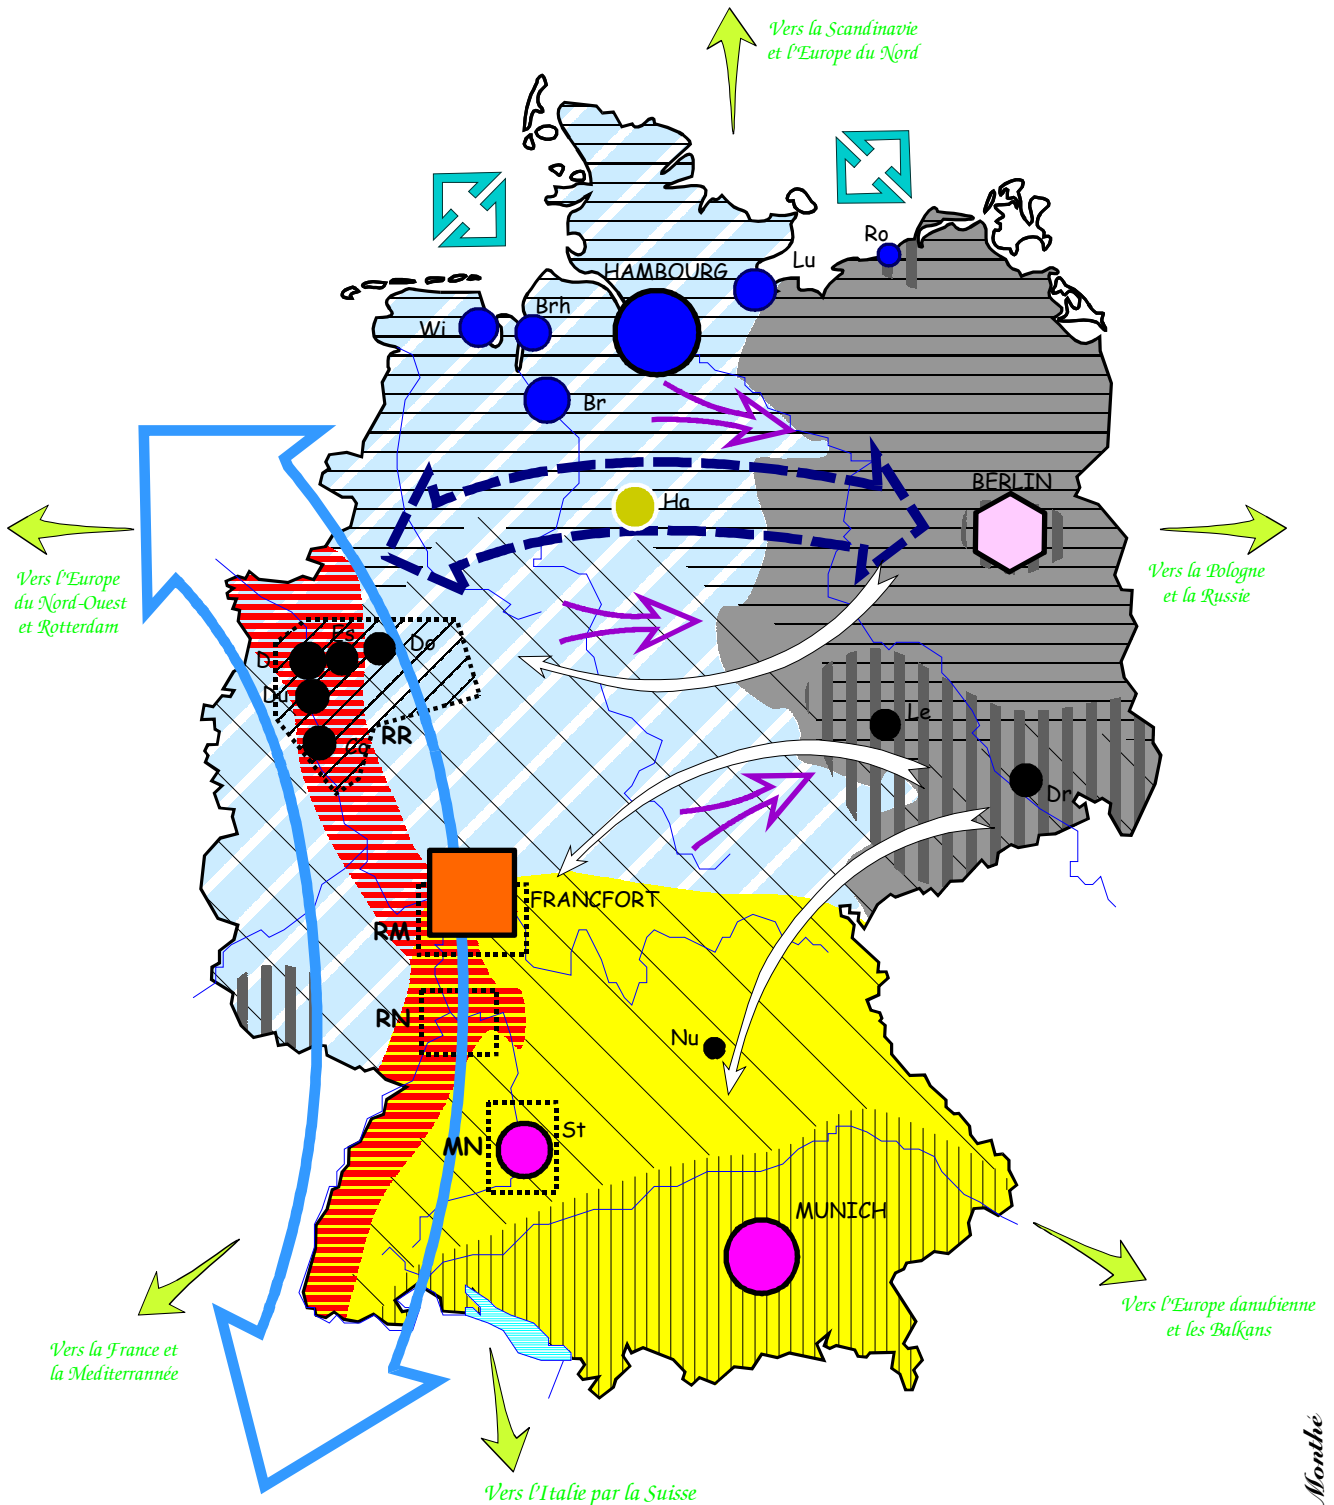 Vers la Scandinavie
et l'Europe du Nord
Ro
Lu
HAMBOURG
Brh
Wi
Br
BERLIN
Ha
Vers l'Europe
du Nord-Ouest
et Rotterdam
Vers la Pologne
et la Russie
Es
Do
D
Du
RR
Co
Le
Dr
FRANCFORT
RM
RN
Nu
St
MN
MUNICH
Vers l'Europe danubienne
et les Balkans
Vers la France et
la Mediterrannée
Vers l'Italie par la Suisse
Monthé